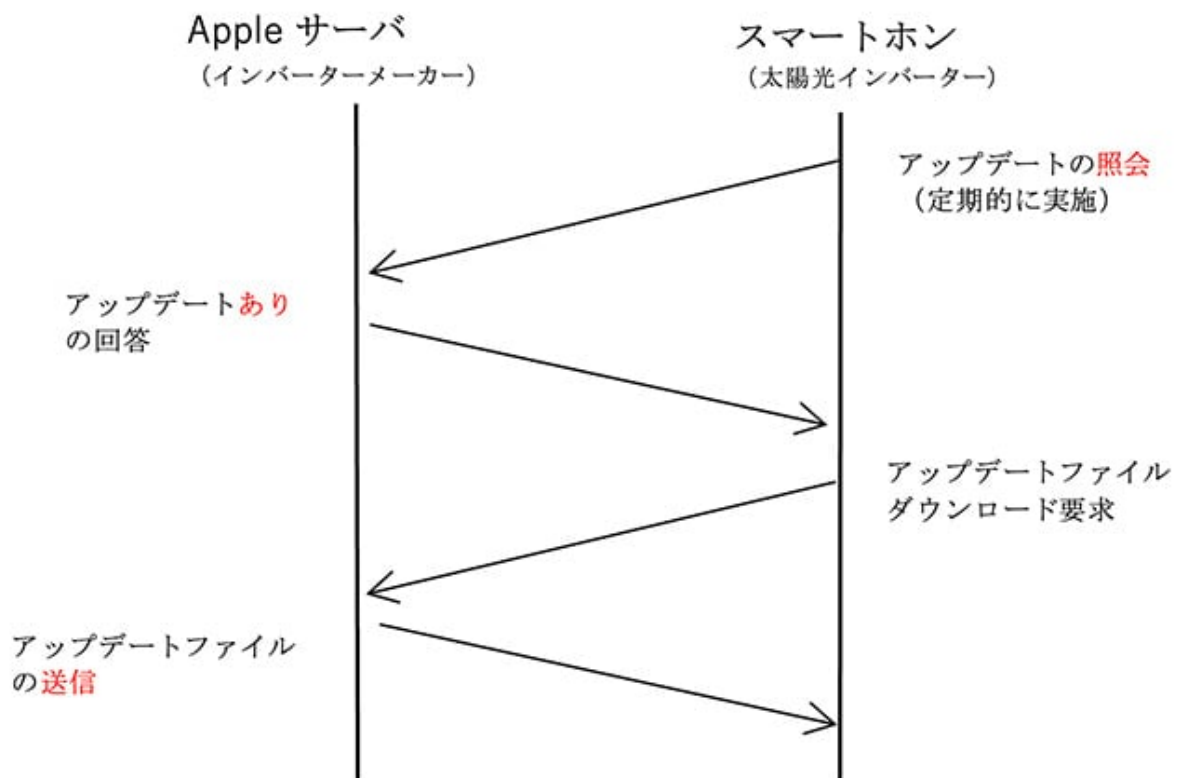 Apple サーバ
（インバーターメーカー）
スマートホン
（太陽光インバーター）
アップデートの照会
（定期的に実施）
アップデートあり
の回答
アップデートファイル
ダウンロード要求
アップデートファイル
の送信